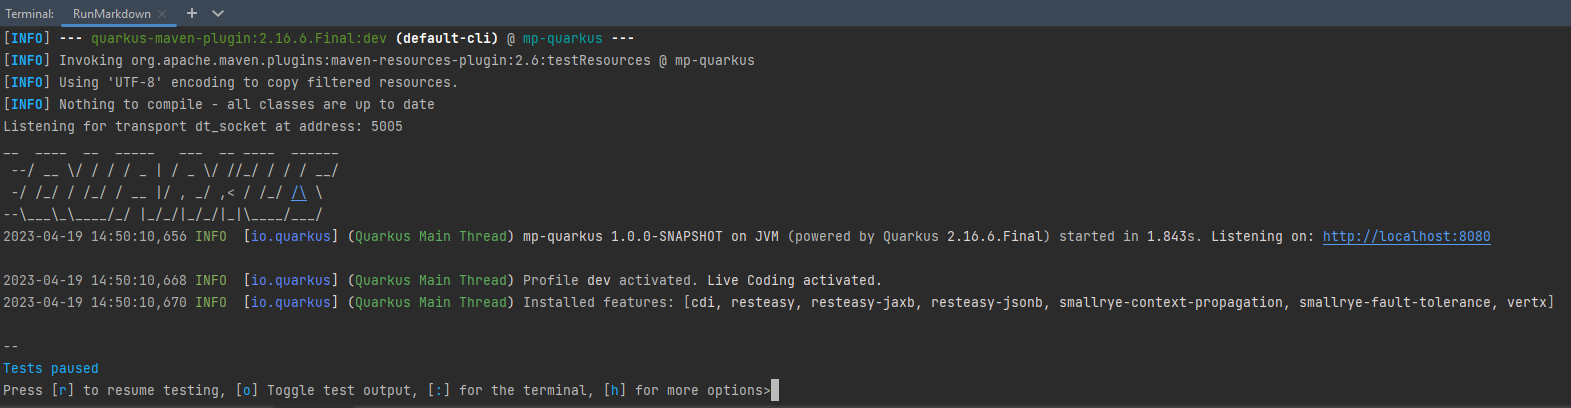 Terminal: RunMarkdown × +
[INFO] --- quarkus-maven-plugin:2.16.6.Final:dev (default-cli) @ mp-quarkus ---
[INFO] Invoking org.apache.maven.plugins:maven-resources-plugin:2.6:testResources @ mp-quarkus
[INFO] Using 'UTF-8' encoding to copy filtered resources.
[INFO] Nothing to compile - all classes are up to date
Listening for transport dt_socket at address: 5005
__  ____  __  _____   ___  __ ____  ______
 --/ __ \/ / / / _ | / _ \/ //_/ / / / __/
 -/ /_/ / /_/ / __ |/ , _/ ,< / /_/ /\ \
--\___\_\____/_/ |_/_/|_/_/|_|\____/___/
2023-04-19 14:50:10,656 INFO  [io.quarkus] (Quarkus Main Thread) mp-quarkus 1.0.0-SNAPSHOT on JVM (powered by Quarkus 2.16.6.Final) started in 1.843s. Listening on: http://localhost:8080
2023-04-19 14:50:10,668 INFO  [io.quarkus] (Quarkus Main Thread) Profile dev activated. Live Coding activated.
2023-04-19 14:50:10,670 INFO  [io.quarkus] (Quarkus Main Thread) Installed features: [cdi, resteasy, resteasy-jaxb, resteasy-jsonb, smallrye-context-propagation, smallrye-fault-tolerance, vertx]
--
Tests paused
Press [r] to resume testing, [o] Toggle test output, [:] for the terminal, [h] for more options>